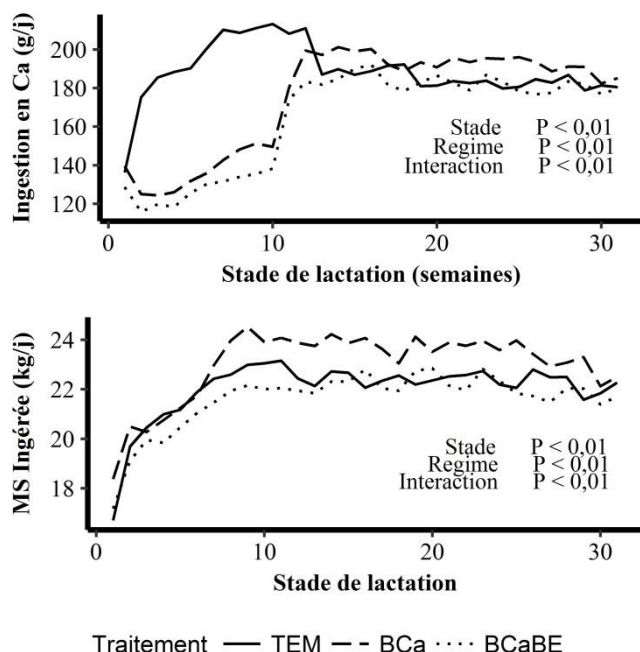 Ingestion en Ca (g/j)
200
180
160
140
120
Stade P < 0,01
Regime P < 0,01
Interaction P < 0,01
0 10 20 30
Stade de lactation (semaines)
MS Ingérée (kg/j)
24
22
20
18
Stade P < 0,01
Regime P < 0,01
Interaction P < 0,01
0 10 20 30
Stade de lactation
Traitement TEM BCa BCaBE